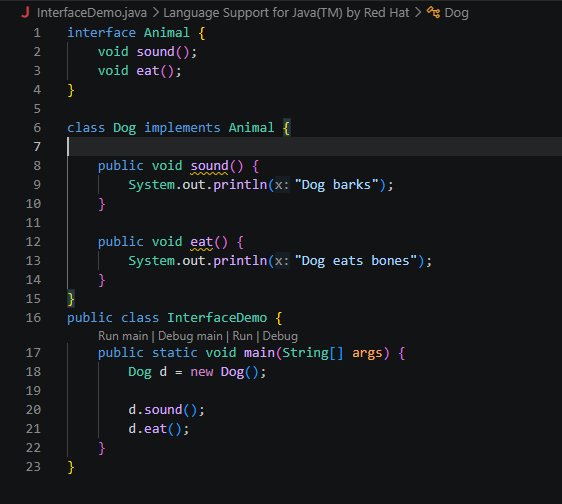 J InterfaceDemo.java > Language Support for Java(TM) by Red Hat > Dog
1 interface Animal {
2     void sound();
3     void eat();
4 }
5
6 class Dog implements Animal {
7
8     public void sound() {
9         System.out.println(x: "Dog barks");
10     }
11
12     public void eat() {
13         System.out.println(x: "Dog eats bones");
14     }
15 }
16 public class InterfaceDemo {
Run main | Debug main | Run | Debug
17     public static void main(String[] args) {
18         Dog d = new Dog();
19
20         d.sound();
21         d.eat();
22     }
23 }